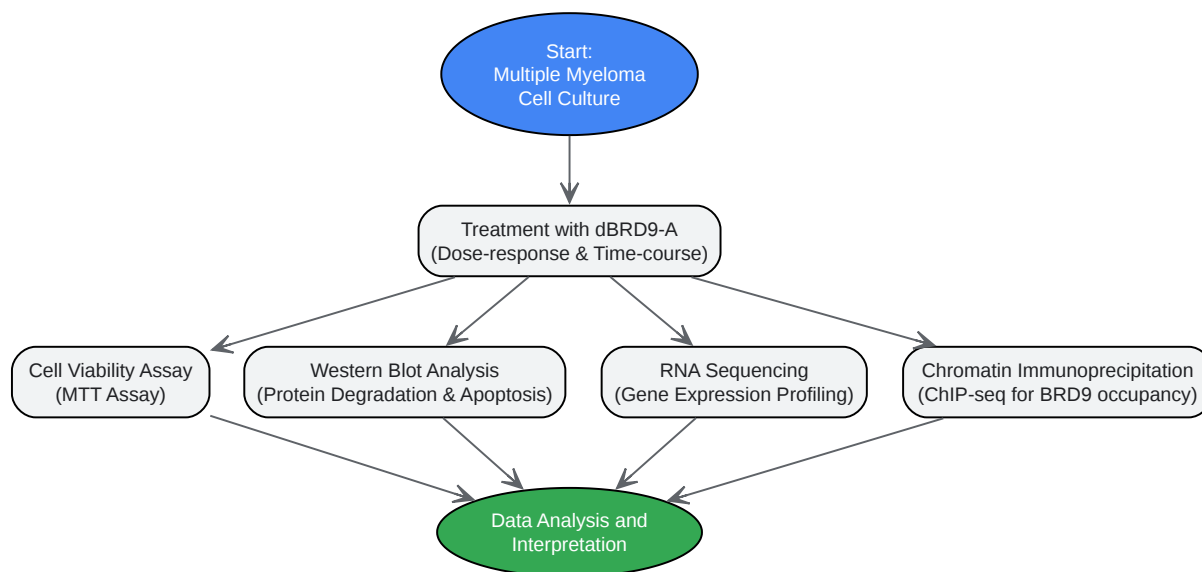 Start:
Multiple Myeloma
Cell Culture
Treatment with dBRD9-A
(Dose-response & Time-course)
Cell Viability Assay
(MTT Assay)
Western Blot Analysis
(Protein Degradation & Apoptosis)
RNA Sequencing
(Gene Expression Profiling)
Chromatin Immunoprecipitation
(ChIP-seq for BRD9 occupancy)
Data Analysis and
Interpretation